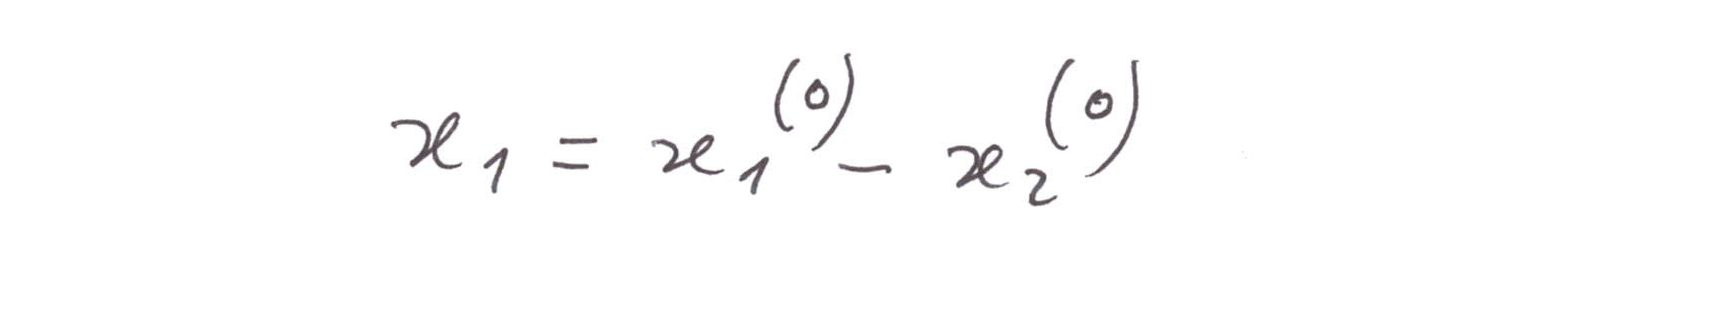 x_1 = x_1^{(0)} - x_2^{(0)}